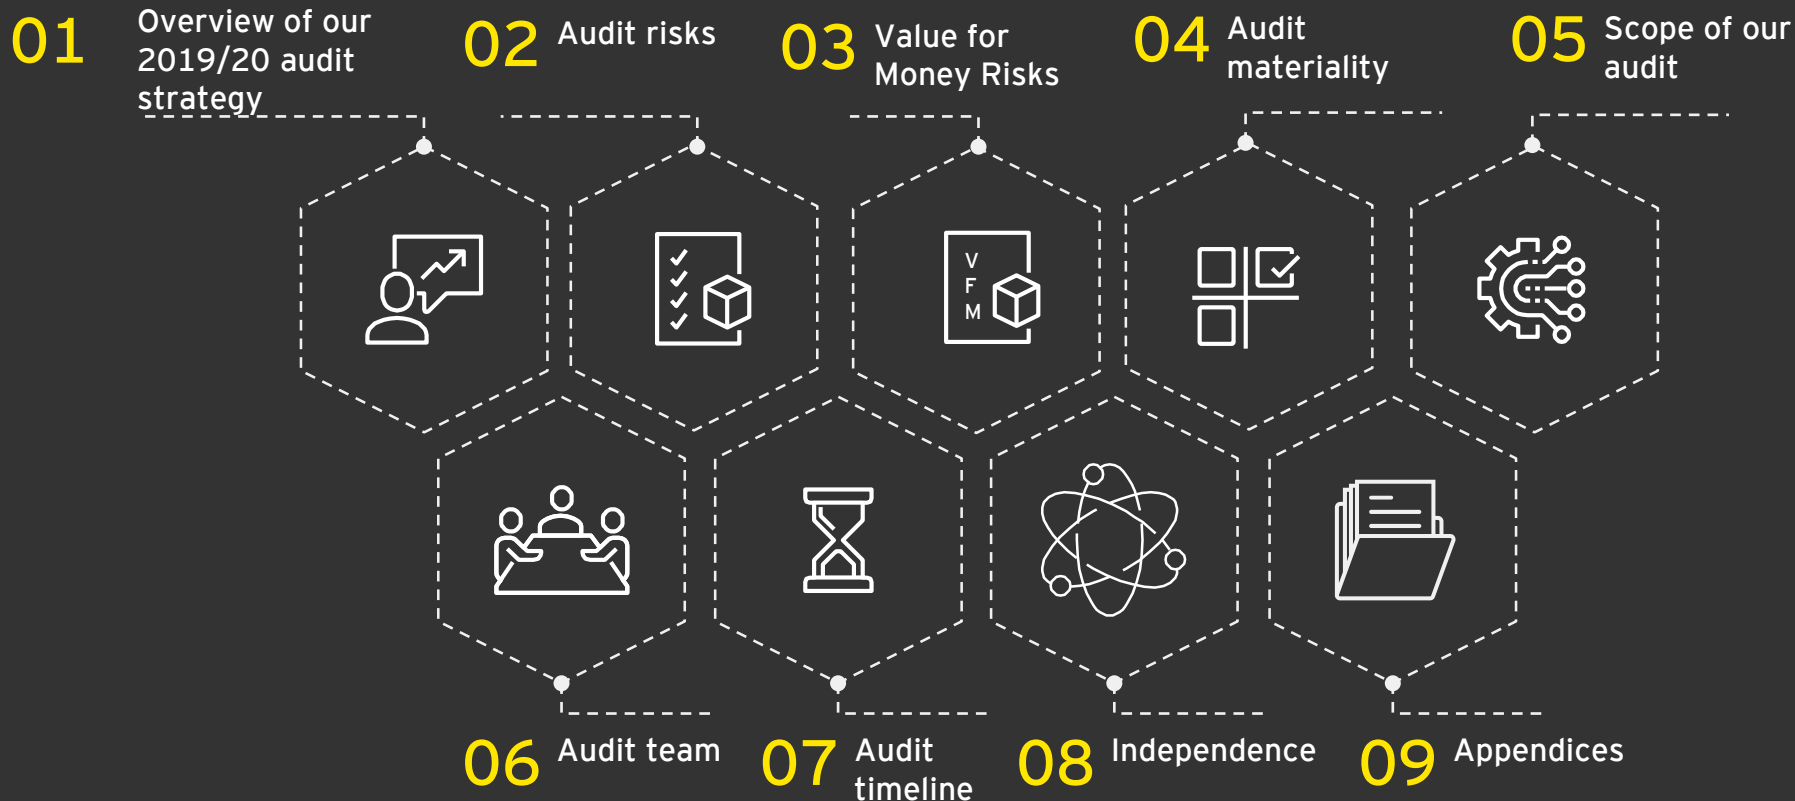 01
Overview of our
2019/20 audit
strategy
02
Audit risks
03
Value for
Money Risks
04
Audit
materiality
05
Scope of our
audit
V
F
M
06
Audit team
07
Audit
timeline
08
Independence
09
Appendices